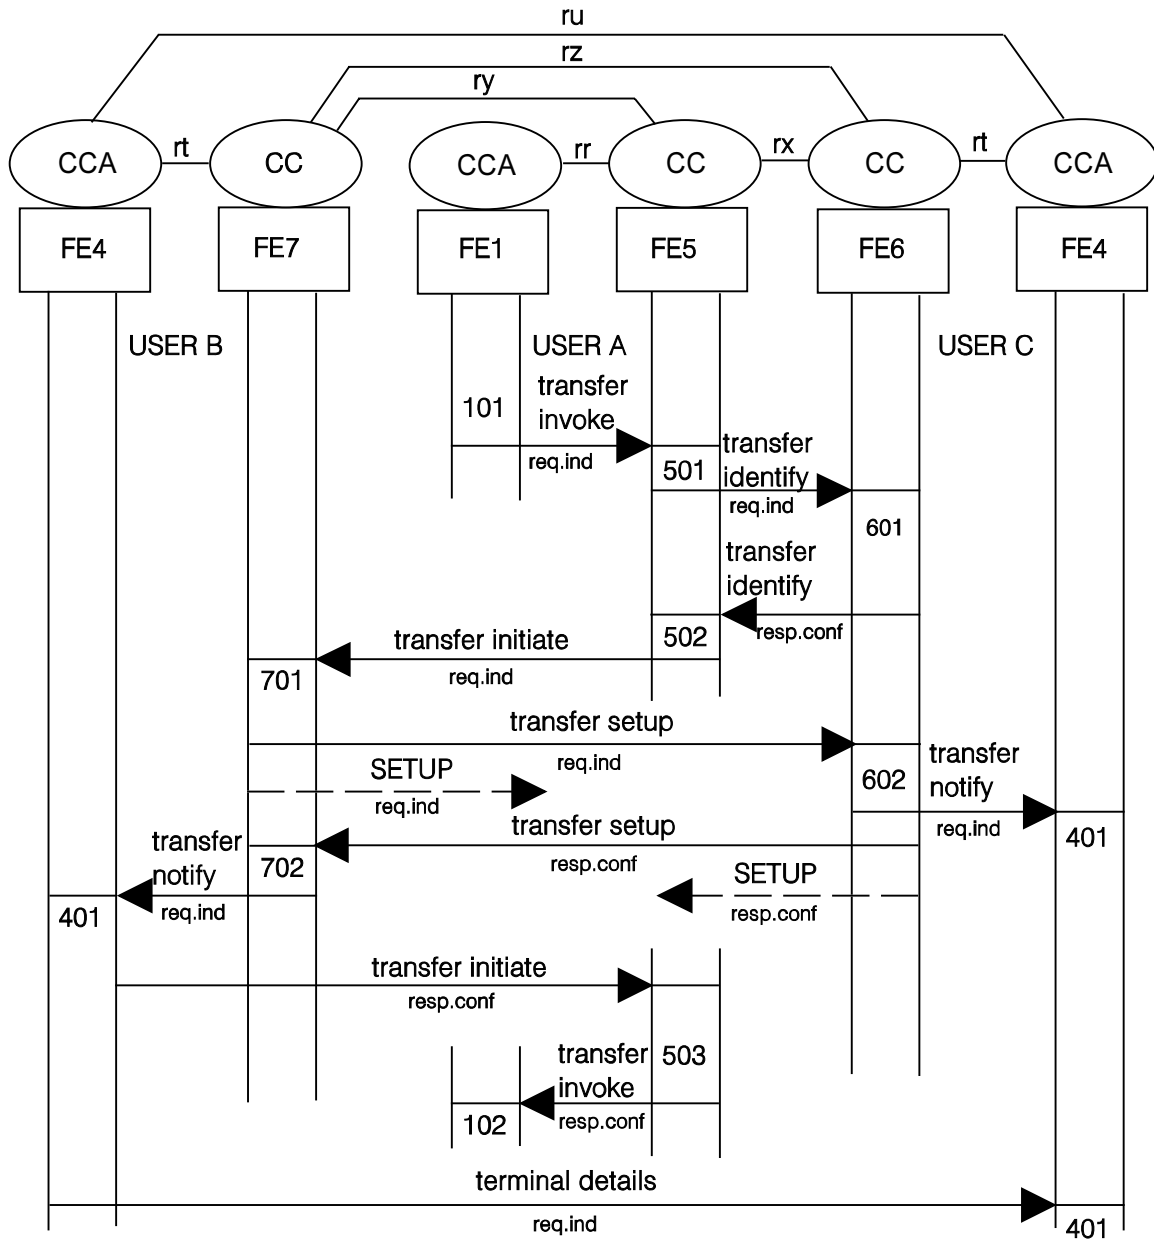 ru
rz
ry
CCA rt CC CCA rr CC rx CC rt CCA
FE4 FE7 FE1 FE5 FE6 FE4
USER B USER A USER C
transfer
101
invoke
req.ind
transfer
501 identify
req.ind
601
transfer
identify
resp.conf
502
transfer initiate
req.ind
701
transfer setup
req.ind
transfer
602 notify
req.ind
401
SETUP
req.ind
transfer setup
resp.conf
702
transfer
notify
req.ind
401
SETUP
resp.conf
transfer initiate
resp.conf
transfer 503
invoke
resp.conf
102
terminal details
req.ind
401